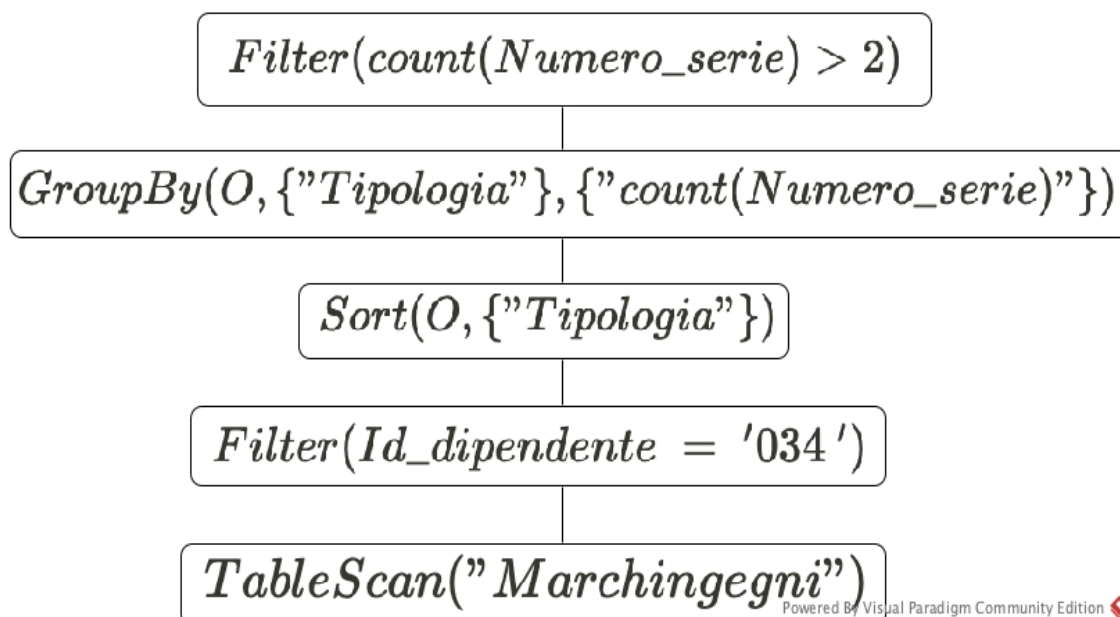 Filter(count(Numero_serie) > 2)
GroupBy(O, {"Tipologia"}, {"count(Numero_serie)"})
Sort(O, {"Tipologia"})
Filter(Id_dipendente = '034')
TableScan("Marchingegni")
Powered By Visual Paradigm Community Edition